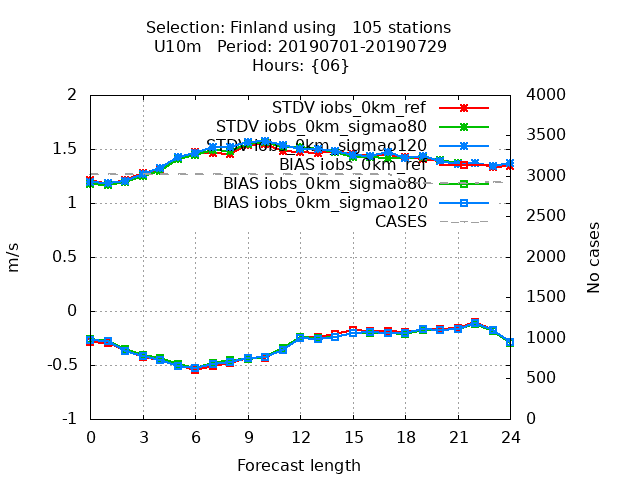 Selection: Finland using   105 stations
U10m   Period: 20190701-20190729
Hours: {06}
2
1.5
1
0.5
0
-0.5
-1
m/s
STDV iobs_0km_ref
STDV iobs_0km_sigmao80
STDV iobs_0km_sigmao120
BIAS iobs_0km_ref
BIAS iobs_0km_sigmao80
BIAS iobs_0km_sigmao120
CASES
4000
3500
3000
2500
2000
1500
1000
500
0
No cases
0 3 6 9 12 15 18 21 24
Forecast length